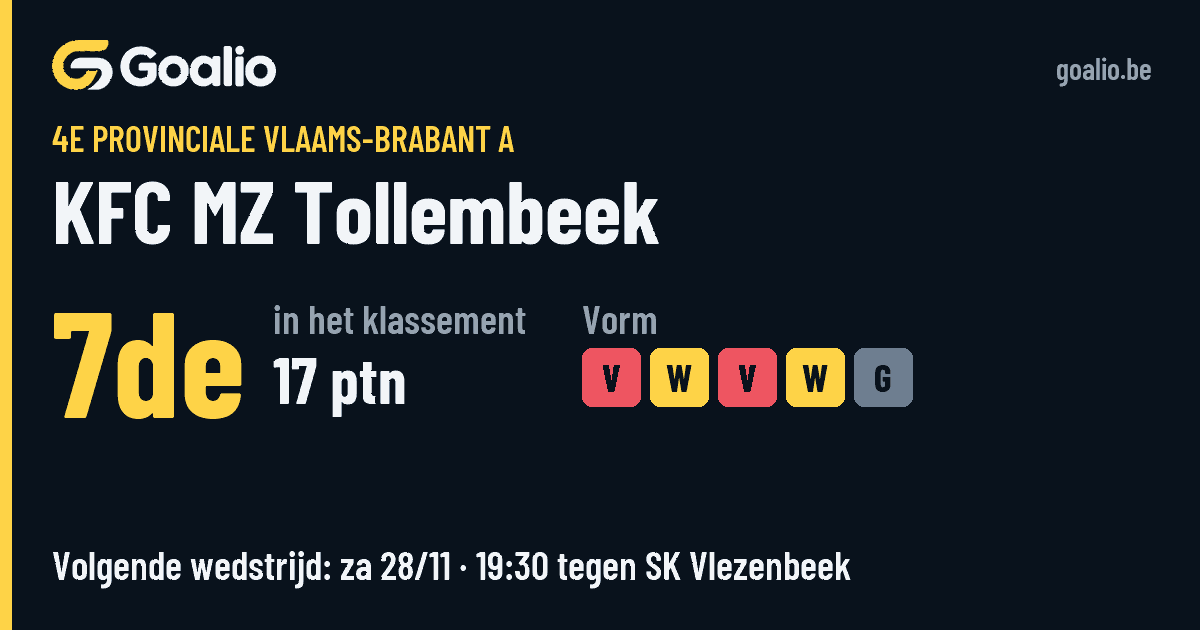 Goalio
goalio.be
4E PROVINCIALE VLAAMS-BRABANT A
KFC MZ Tollembeek
7de
in het klassement
17 ptn
Vorm
V W V W G
Volgende wedstrijd: za 28/11 · 19:30 tegen SK Vlezenbeek